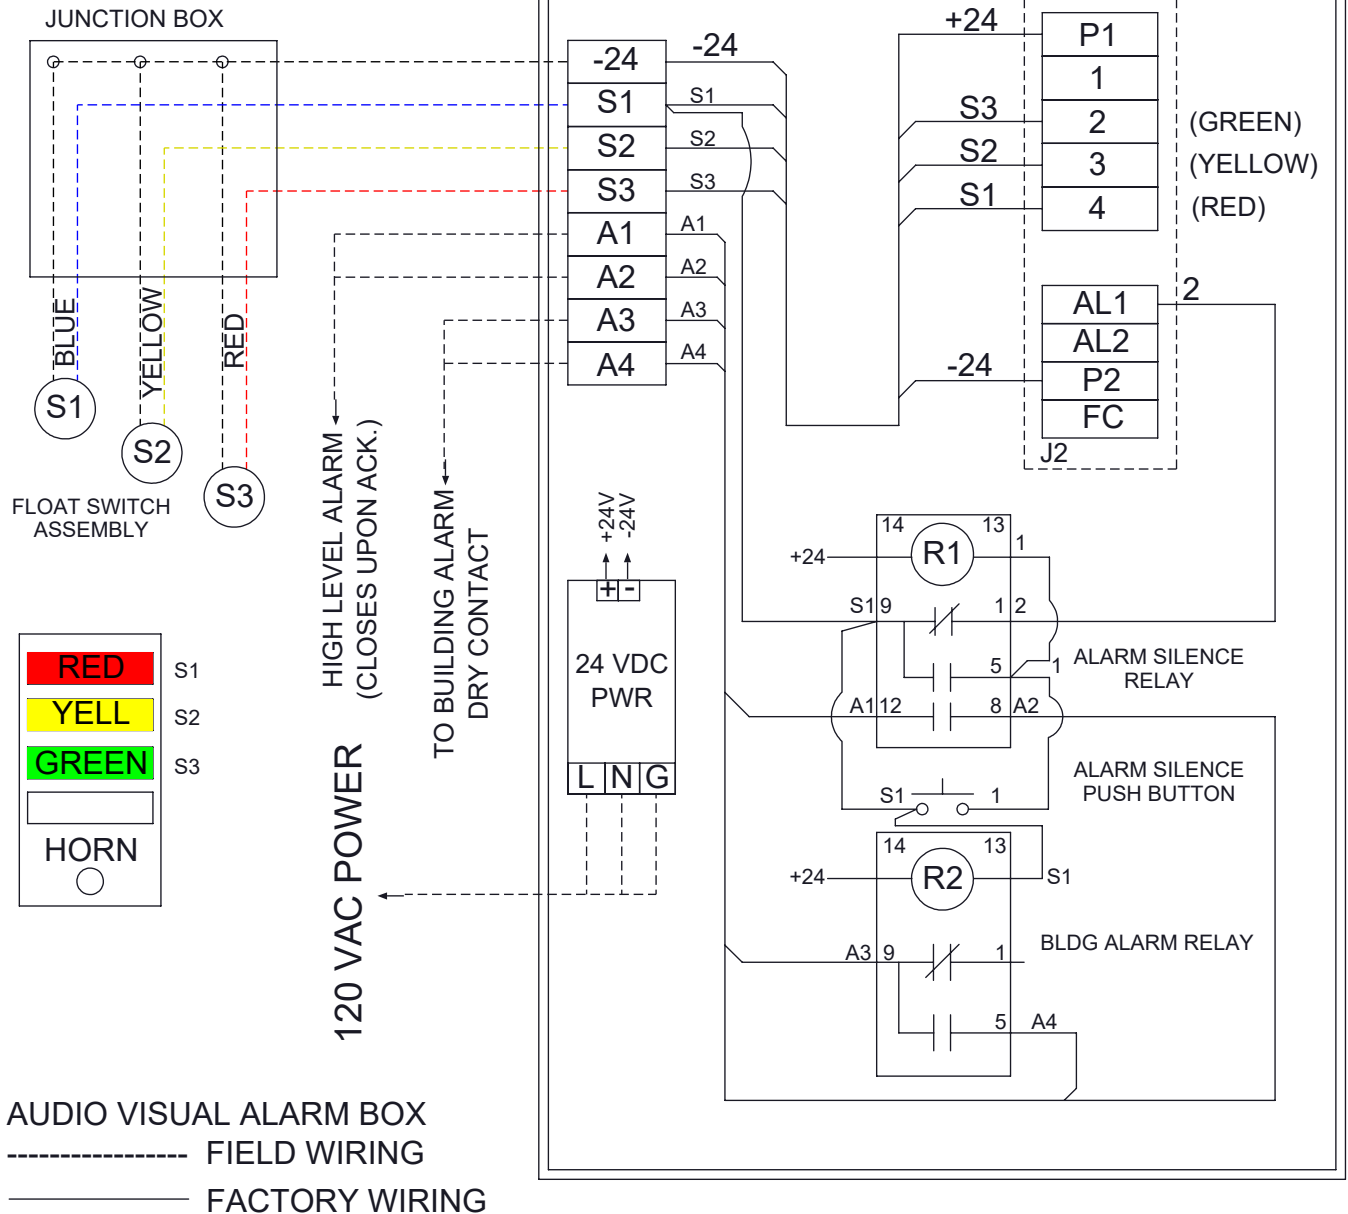 JUNCTION BOX
-24
S1
S2
S3
A1
A2
A3
A4
-24
S1
S2
S3
A1
A2
A3
A4
+24
S3
S2
S1
P1
1
2
3
4
(GREEN)
(YELLOW)
(RED)
-24
AL1
AL2
P2
FC
J2
2
BLUE
YELLOW
RED
S1
S2
S3
FLOAT SWITCH
ASSEMBLY
HIGH LEVEL ALARM
(CLOSES UPON ACK.)
TO BUILDING ALARM
DRY CONTACT
+24V
-24V
+ -
24 VDC
PWR
L N G
120 VAC POWER
RED S1
YELL S2
GREEN S3
HORN
14 13
+24 R1 1
S1 9 1 2
5 1
A1 12 8 A2
ALARM SILENCE
RELAY
ALARM SILENCE
PUSH BUTTON
S1 1
14 13
+24 R2 S1
A3 9 1
5 A4
BLDG ALARM RELAY
AUDIO VISUAL ALARM BOX
----------------- FIELD WIRING
FACTORY WIRING